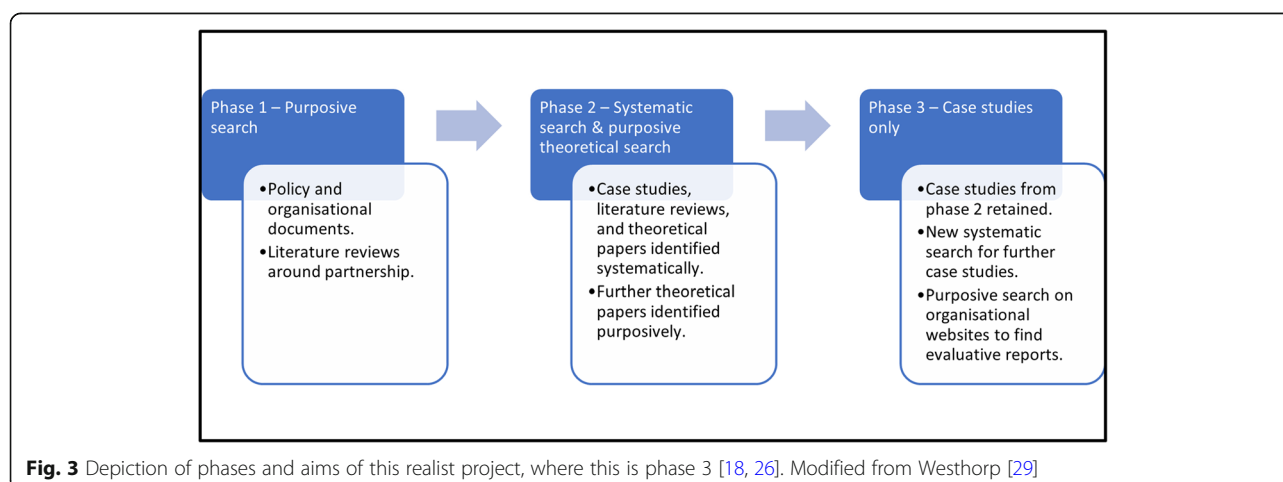 Phase 1 – Purposive
search
•Policy and
organisational
documents.
•Literature reviews
around partnership.
Phase 2 – Systematic
search & purposive
theoretical search
•Case studies,
literature reviews,
and theoretical
papers identified
systematically.
•Further theoretical
papers identified
purposively.
Phase 3 – Case studies
only
•Case studies from
phase 2 retained.
•New systematic
search for further
case studies.
•Purposive search on
organisational
websites to find
evaluative reports.
Fig. 3 Depiction of phases and aims of this realist project, where this is phase 3 [18, 26]. Modified from Westhorp [29]